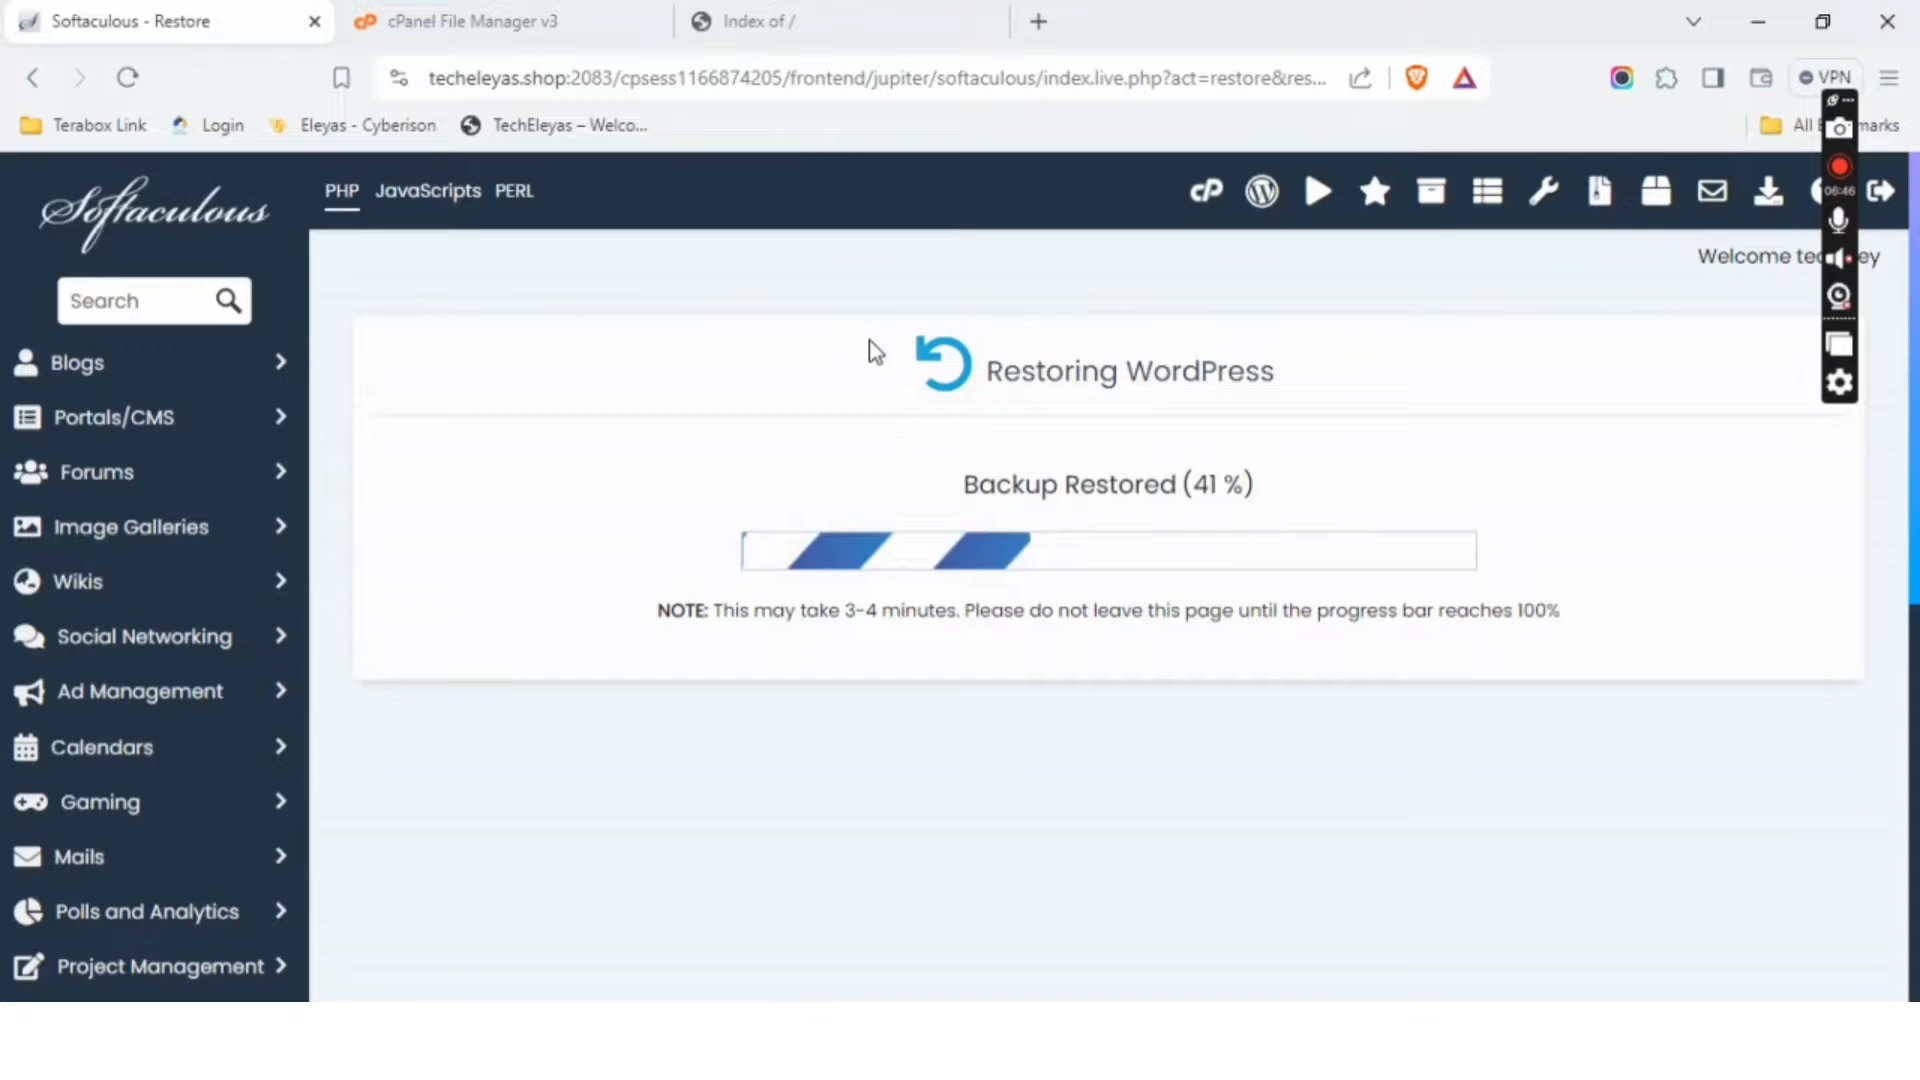 Softaculous - Restore
cPanel File Manager v3
Index of /
techeleyas.shop:2083/cpsess1166874205/frontend/jupiter/softaculous/index.live.php?act=restore&res...
VPN
Terabox Link
Login
Eleyas - Cyberison
TechEleyas – Welco...
All
marks
Softaculous
PHP
JavaScripts
PERL
06:46
Welcome
ey
Search
Blogs
Portals/CMS
Forums
Image Galleries
Wikis
Social Networking
Ad Management
Calendars
Gaming
Mails
Polls and Analytics
Project Management
Restoring WordPress
Backup Restored (41 %)
NOTE: This may take 3-4 minutes. Please do not leave this page until the progress bar reaches 100%